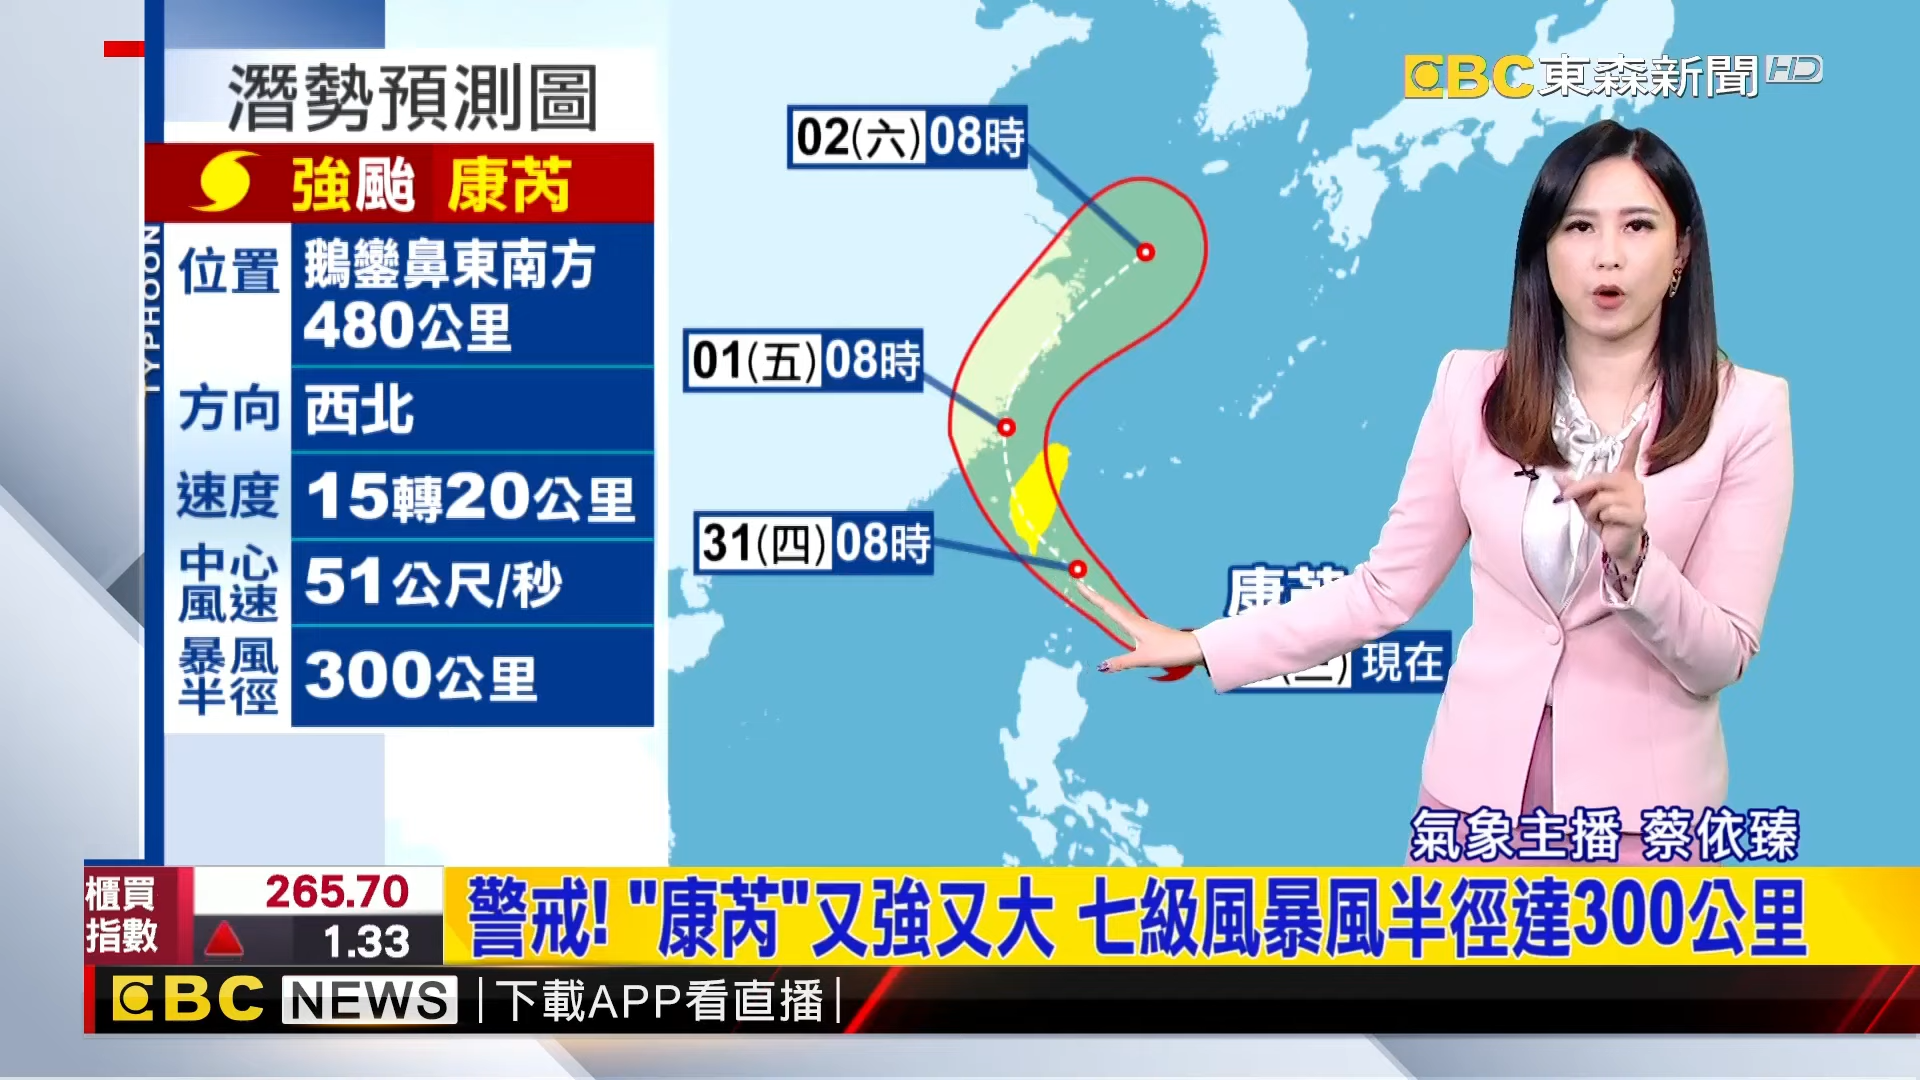 潛勢預測圖
強颱 康芮
TYPHOON
位置
鵝鑾鼻東南方
480公里
方向
西北
速度
15轉20公里
中心
風速
51公尺/秒
暴風
半徑
300公里
02(六)08時
01(五)08時
31(四)08時
康芮
現在
EBC東森新聞HD
氣象主播 蔡依臻
櫃買
指數
265.70
▲ 1.33
警戒! "康芮"又強又大 七級風暴風半徑達300公里
EBC NEWS |下載APP看直播|